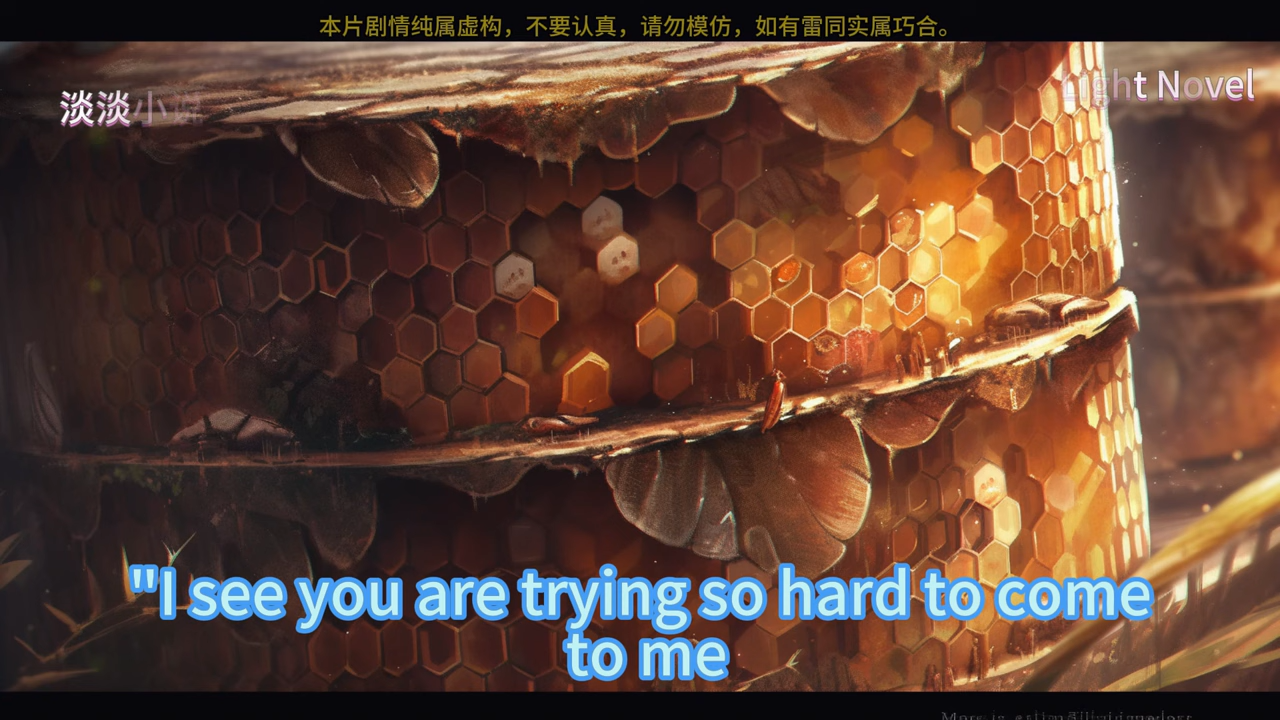 本片剧情纯属虚构，不要认真，请勿模仿，如有雷同实属巧合。
淡淡小
Light Novel
"I see you are trying so hard to come
to me